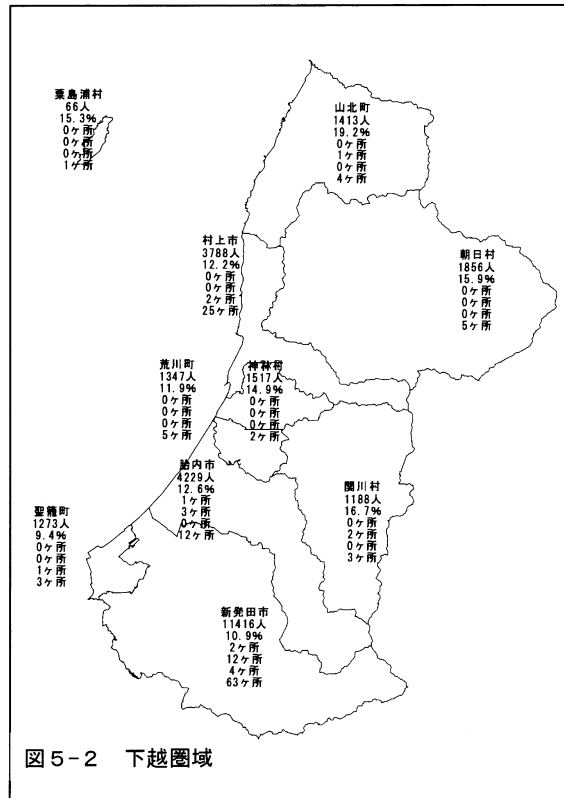 粟島浦村
66人
15.3%
0ヶ所
0ヶ所
0ヶ所
1ヶ所
山北町
1413人
19.2%
0ヶ所
1ヶ所
0ヶ所
4ヶ所
村上市
3788人
12.2%
0ヶ所
0ヶ所
2ヶ所
25ヶ所
朝日村
1856人
15.9%
0ヶ所
0ヶ所
0ヶ所
5ヶ所
荒川町
1347人
11.9%
0ヶ所
0ヶ所
0ヶ所
5ヶ所
神林村
1517人
14.9%
0ヶ所
0ヶ所
0ヶ所
2ヶ所
胎内市
4229人
12.6%
1ヶ所
3ヶ所
0ヶ所
12ヶ所
関川村
1188人
16.7%
0ヶ所
2ヶ所
0ヶ所
3ヶ所
聖籠町
1273人
9.4%
0ヶ所
0ヶ所
1ヶ所
3ヶ所
新発田市
11416人
10.9%
2ヶ所
12ヶ所
4ヶ所
63ヶ所
図5-2 下越圏域